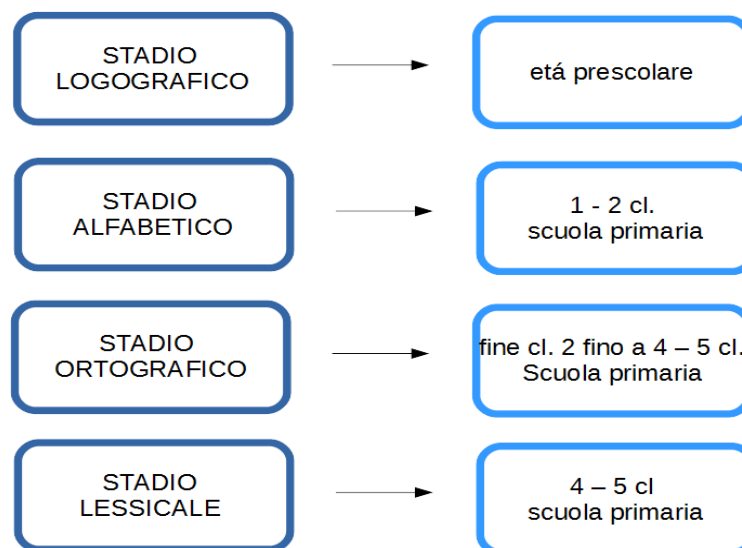 STADIO
LOGOGRAFICO
etá prescolare
STADIO
ALFABETICO
1 - 2 cl.
scuola primaria
STADIO
ORTOGRAFICO
fine cl. 2 fino a 4 – 5 cl.
Scuola primaria
STADIO
LESSICALE
4 – 5 cl
scuola primaria